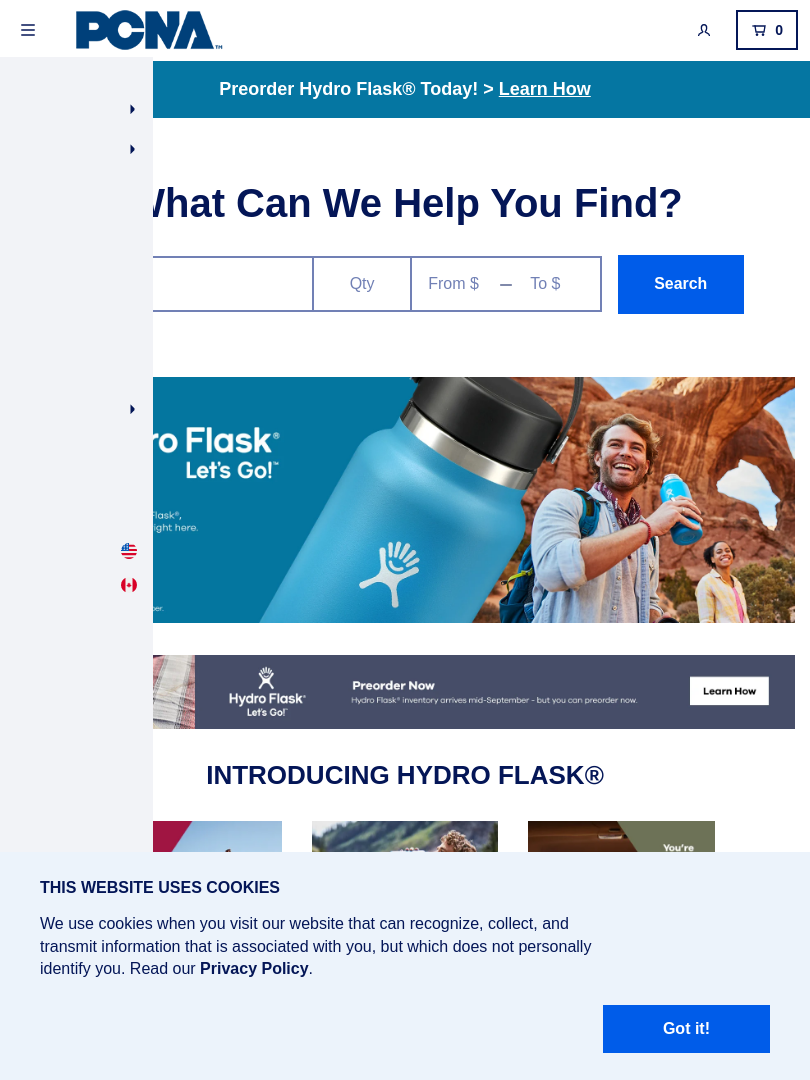 PCNA™
0
Preorder Hydro Flask® Today! > Learn How
What Can We Help You Find?
Qty
From $ — To $
Search
ro Flask®
Let's Go!™
Flask®,
ight here.
Preorder Now
Hydro Flask®
Let's Go!™
Hydro Flask® inventory arrives mid-September - but you can preorder now.
Learn How
INTRODUCING HYDRO FLASK®
You're
THIS WEBSITE USES COOKIES
We use cookies when you visit our website that can recognize, collect, and
transmit information that is associated with you, but which does not personally
identify you. Read our Privacy Policy.
Got it!